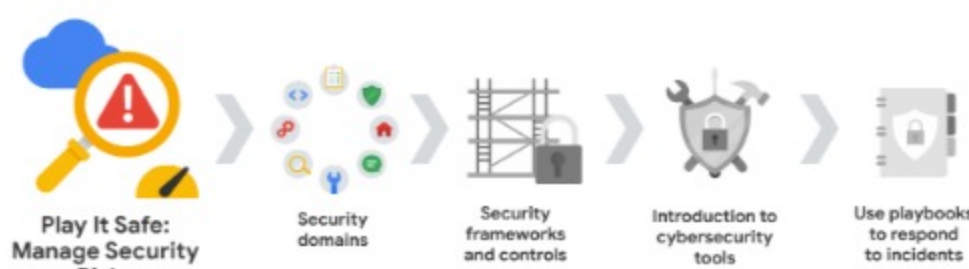 Play It Safe:
Manage Security
Security
domains
Security
frameworks
and controls
Introduction to
cybersecurity
tools
Use playbooks
to respond
to incidents